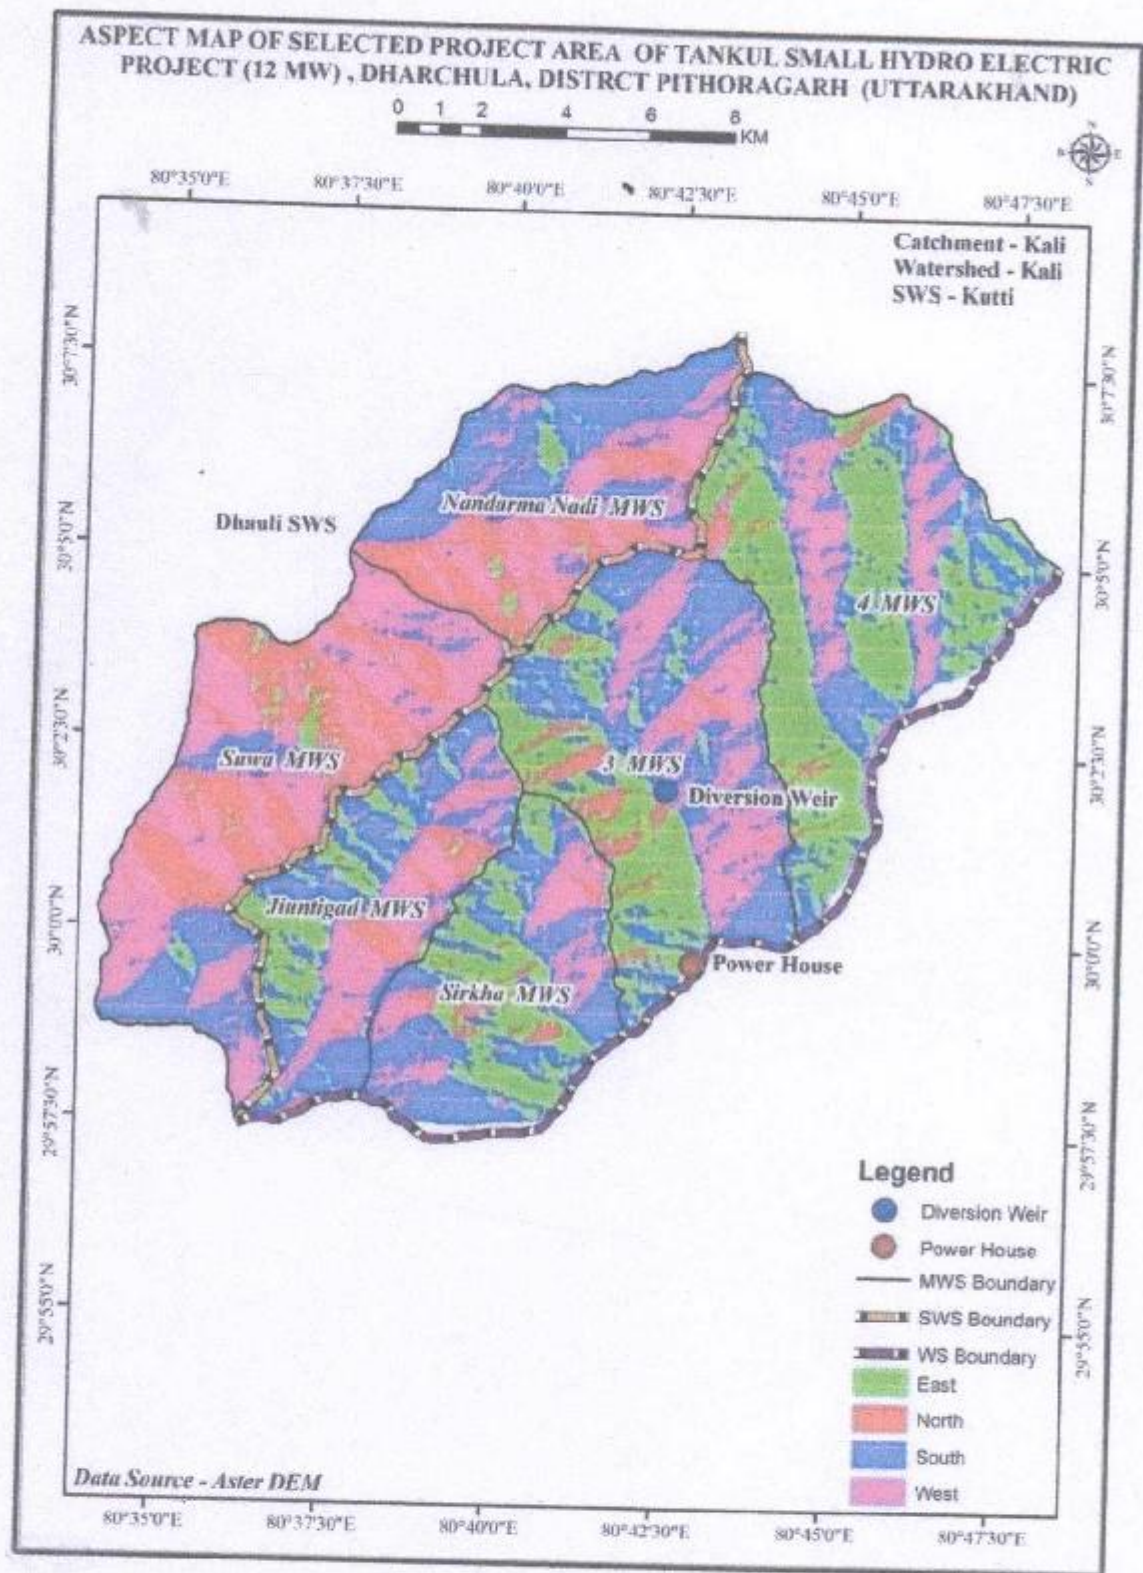 ASPECT MAP OF SELECTED PROJECT AREA OF TANKUL SMALL HYDRO ELECTRIC
PROJECT (12 MW) , DHARCHULA, DISTRCT PITHORAGARH (UTTARAKHAND)
0 1 2 4 6 8
KM
E
80°35'0"E 80°37'30"E 80°40'0"E 80°42'30"E 80°45'0"E 80°47'30"E
Catchment - Kali
Watershed - Kali
SWS - Kutti
30°7'30"N
30°7'30"N
Nandarma Nadi MWS
Dhauli SWS
30°5'0"N
30°5'0"N
4 MWS
30°2'30"N
Suwa MWS
3 MWS
30°2'30"N
Diversion Weir
Jiuntigad MWS
30°0'0"N
Power House
30°0'0"N
Sirkha MWS
29°57'30"N
29°57'30"N
Legend
Diversion Weir
Power House
MWS Boundary
SWS Boundary
WS Boundary
29°55'0"N
29°55'0"N
East
North
South
West
Data Source - Aster DEM
80°35'0"E 80°37'30"E 80°40'0"E 80°42'30"E 80°45'0"E 80°47'30"E